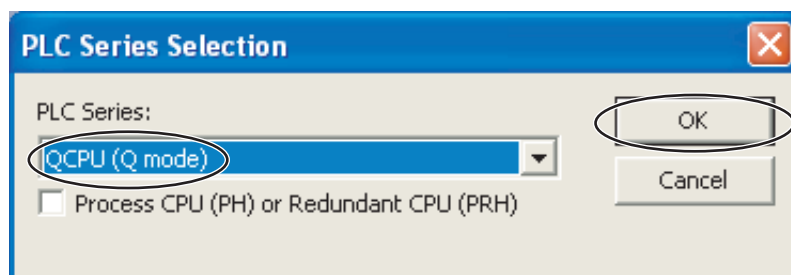 PLC Series Selection
PLC Series:
QCPU (Q mode)
Process CPU (PH) or Redundant CPU (PRH)
OK
Cancel